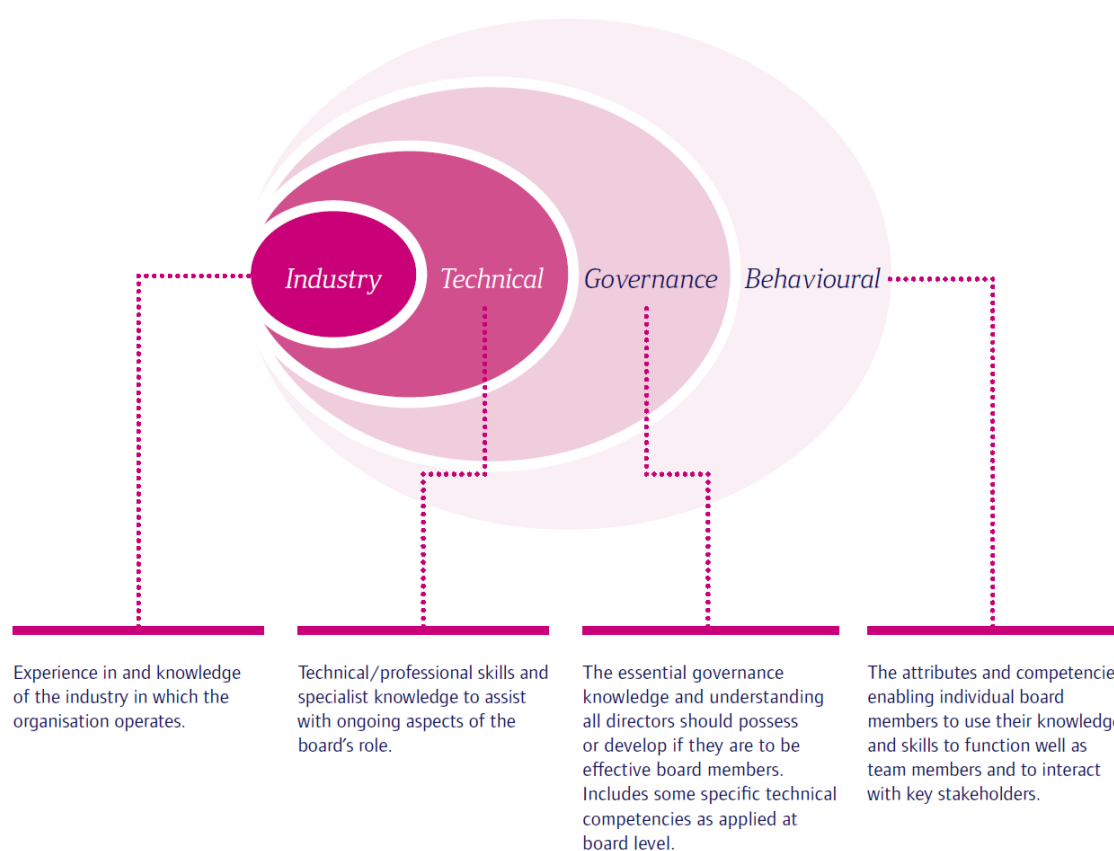 Industry
Technical
Governance
Behavioural
Experience in and knowledge
of the industry in which the
organisation operates.
Technical/professional skills and
specialist knowledge to assist
with ongoing aspects of the
board’s role.
The essential governance
knowledge and understanding
all directors should possess
or develop if they are to be
effective board members.
Includes some specific technical
competencies as applied at
board level.
The attributes and competencie
enabling individual board
members to use their knowledg
and skills to function well as
team members and to interact
with key stakeholders.